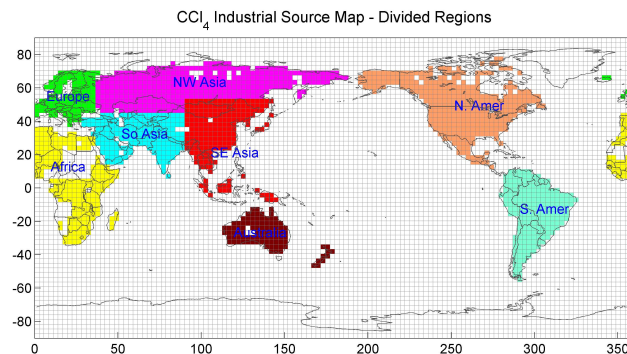 CCl4 Industrial Source Map - Divided Regions
80
60
40
20
0
-20
-40
-60
-80
0
50
100
150
200
250
300
350
Europe
NW Asia
So Asia
SE Asia
Africa
Australia
N. Amer
S. Amer